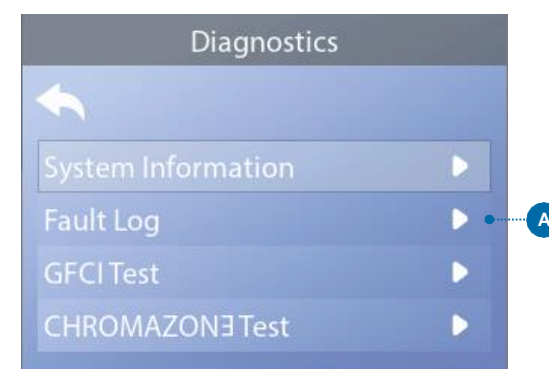 Diagnostics
System Information
Fault Log
A
GFCI Test
CHROMAZONƎ Test